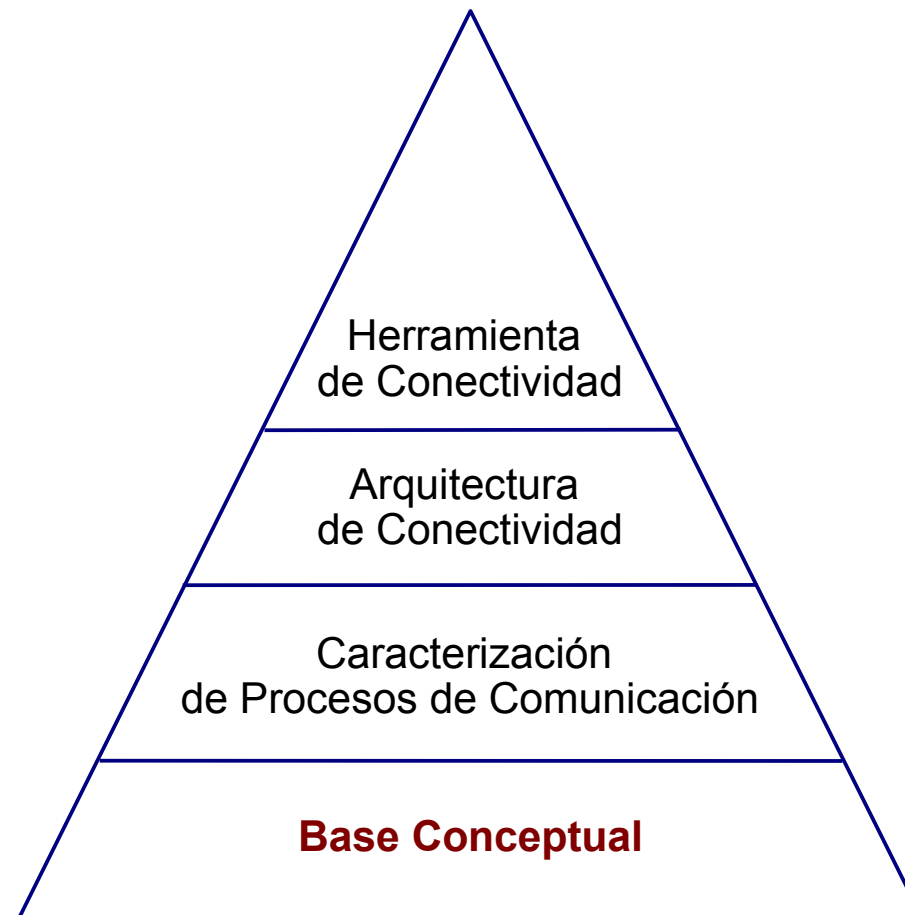 Herramienta
de Conectividad
Arquitectura
de Conectividad
Caracterización
de Procesos de Comunicación
Base Conceptual